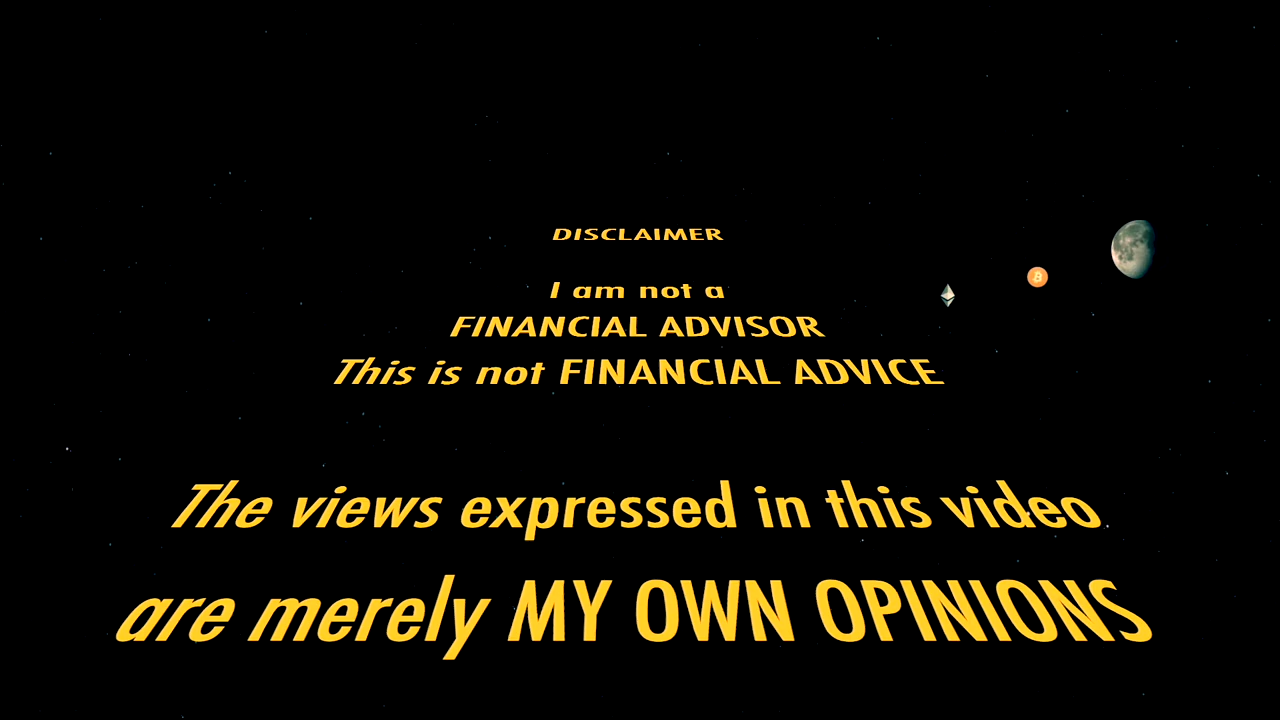 DISCLAIMER
I am not a
FINANCIAL ADVISOR
This is not FINANCIAL ADVICE
The views expressed in this video
are merely MY OWN OPINIONS